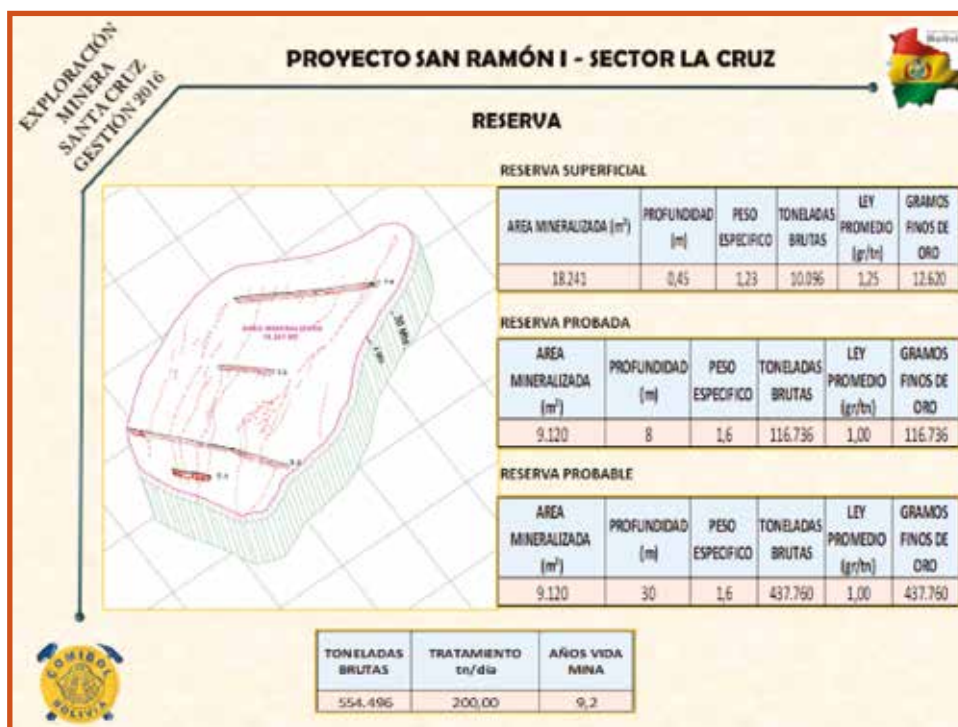 EXPLORACIÓN
MINERA
SANTA CRUZ
GESTIÓN 2016
PROYECTO SAN RAMÓN I - SECTOR LA CRUZ
RESERVA
RESERVA SUPERFICIAL
AREA MINERALIZADA (m²) PROFUNDIDAD (m) PESO ESPECIFICO TONELADAS BRUTAS LEY PROMEDIO (gr/tn) GRAMOS FINOS DE ORO
18.241 0,45 1,23 10.096 1,25 12.620
RESERVA PROBADA
AREA MINERALIZADA (m²) PROFUNDIDAD (m) PESO ESPECIFICO TONELADAS BRUTAS LEY PROMEDIO (gr/tn) GRAMOS FINOS DE ORO
9.120 8 1,6 116.736 1,00 116.736
RESERVA PROBABLE
AREA MINERALIZADA (m²) PROFUNDIDAD (m) PESO ESPECIFICO TONELADAS BRUTAS LEY PROMEDIO (gr/tn) GRAMOS FINOS DE ORO
9.120 30 1,6 437.760 1,00 437.760
AREA MINERALIZADA
TONELADAS BRUTAS TRATAMIENTO tn/día AÑOS VIDA MINA
554.496 200,00 9,2
COMIBOL
BOLIVIA